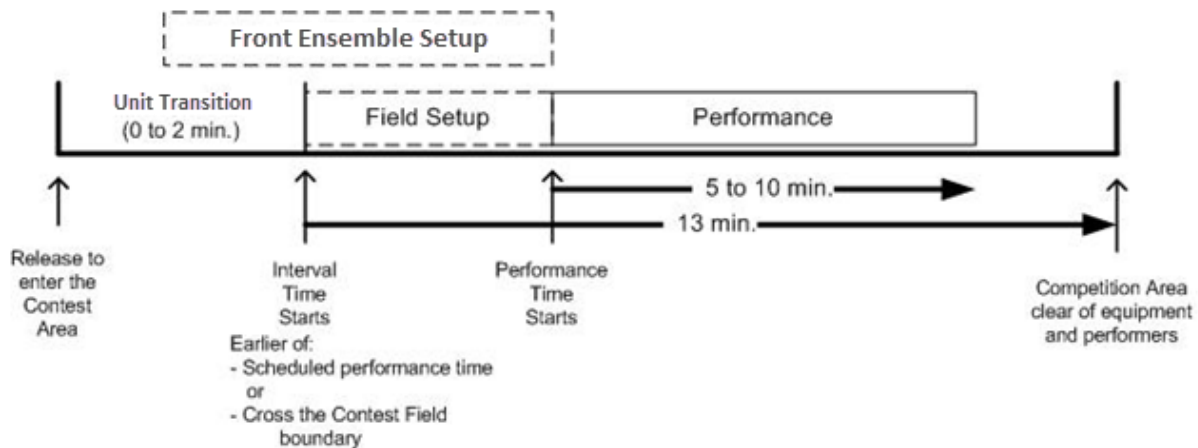 Front Ensemble Setup
Unit Transition
(0 to 2 min.)
Field Setup
Performance
5 to 10 min.
13 min.
Release to
enter the
Contest
Area
Interval
Time
Starts
Earlier of:
- Scheduled performance time
or
- Cross the Contest Field
boundary
Performance
Time
Starts
Competition Area
clear of equipment
and performers